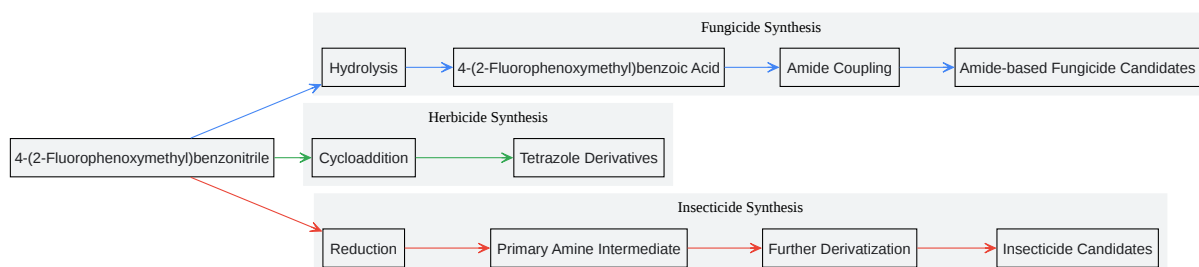 Fungicide Synthesis
Hydrolysis
4-(2-Fluorophenoxymethyl)benzoic Acid
Amide Coupling
Amide-based Fungicide Candidates
Herbicide Synthesis
4-(2-Fluorophenoxymethyl)benzonitrile
Cycloaddition
Tetrazole Derivatives
Insecticide Synthesis
Reduction
Primary Amine Intermediate
Further Derivatization
Insecticide Candidates